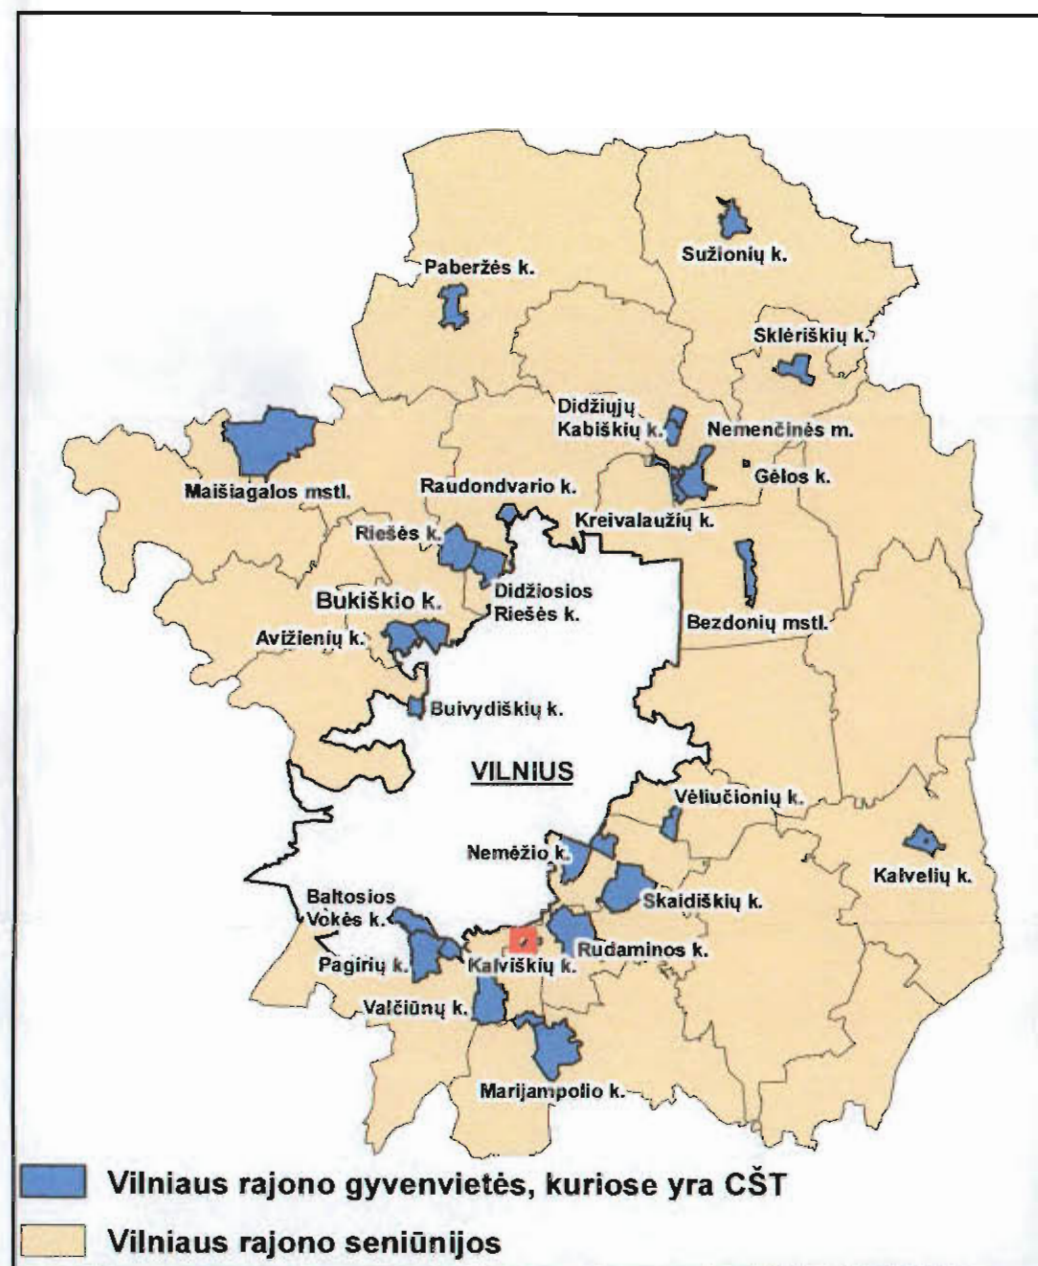 Sužionių k.
Paberžės k.
Sklėriškių k.
Didžiųjų
Kabiškių k.
Nemenčinės m.
Gėlos k.
Maišiagalos mstl.
Raudondvario k.
Kreivalaužių k.
Riešės k.
Didžiosios
Riešės k.
Bukiškio k.
Avižienių k.
Bezdonių mstl.
Buivydiškių k.
VILNIUS
Vėliučionių k.
Nemėžio k.
Kalvelių k.
Skaidiškių k.
Baltosios
Vokės k.
Rudaminos k.
Pagirių k.
Kalviškių k.
Valčiūnų k.
Marijampolio k.
Vilniaus rajono gyvenvietės, kuriose yra CŠT
Vilniaus rajono seniūnijos